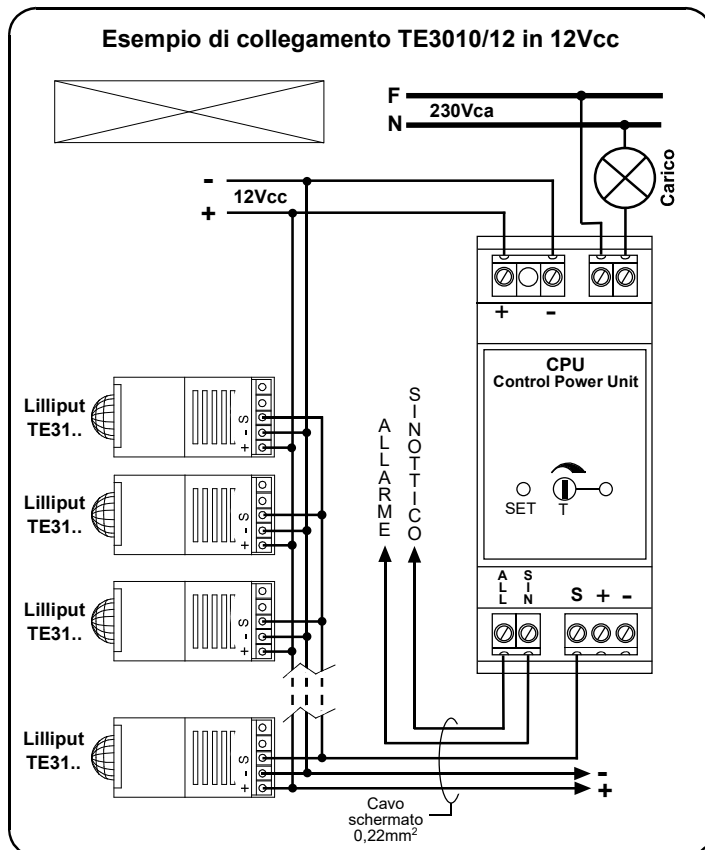 Esempio di collegamento TE3010/12 in 12Vcc
F
230Vca
N
Carico
-
12Vcc
+
+ -
CPU
Control Power Unit
SET T
ALL SIN S + -
ALLARME
SINOTTICO
Lilliput
TE31..
+ - S
Lilliput
TE31..
+ - S
Lilliput
TE31..
+ - S
Lilliput
TE31..
+ - S
-
+
Cavo
schermato
0,22mm²